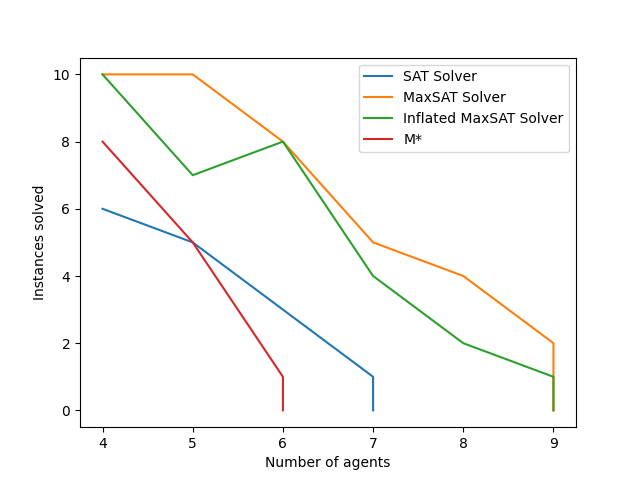 SAT Solver
MaxSAT Solver
Inflated MaxSAT Solver
M*
Instances solved
10
8
6
4
2
0
4 5 6 7 8 9
Number of agents